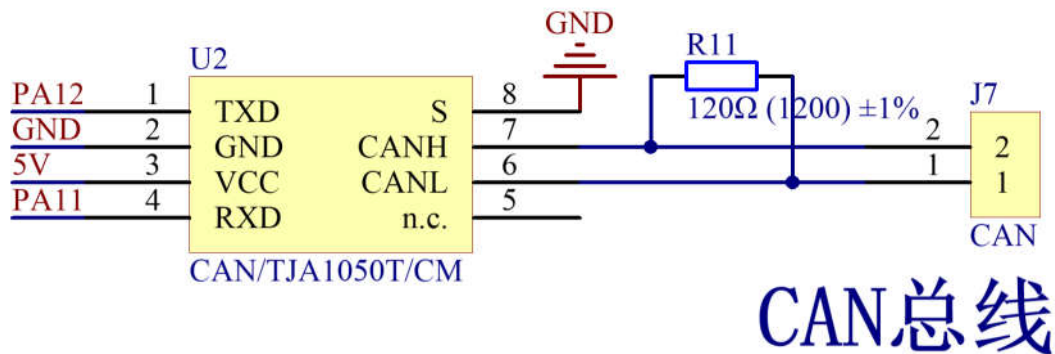 GND
U2
R11
PA12 1 TXD S 8
120Ω (1200) ±1%
J7
GND 2 GND CANH 7 2 2
5V 3 VCC CANL 6 1 1
PA11 4 RXD n.c. 5
CAN
CAN/TJA1050T/CM
CAN总线